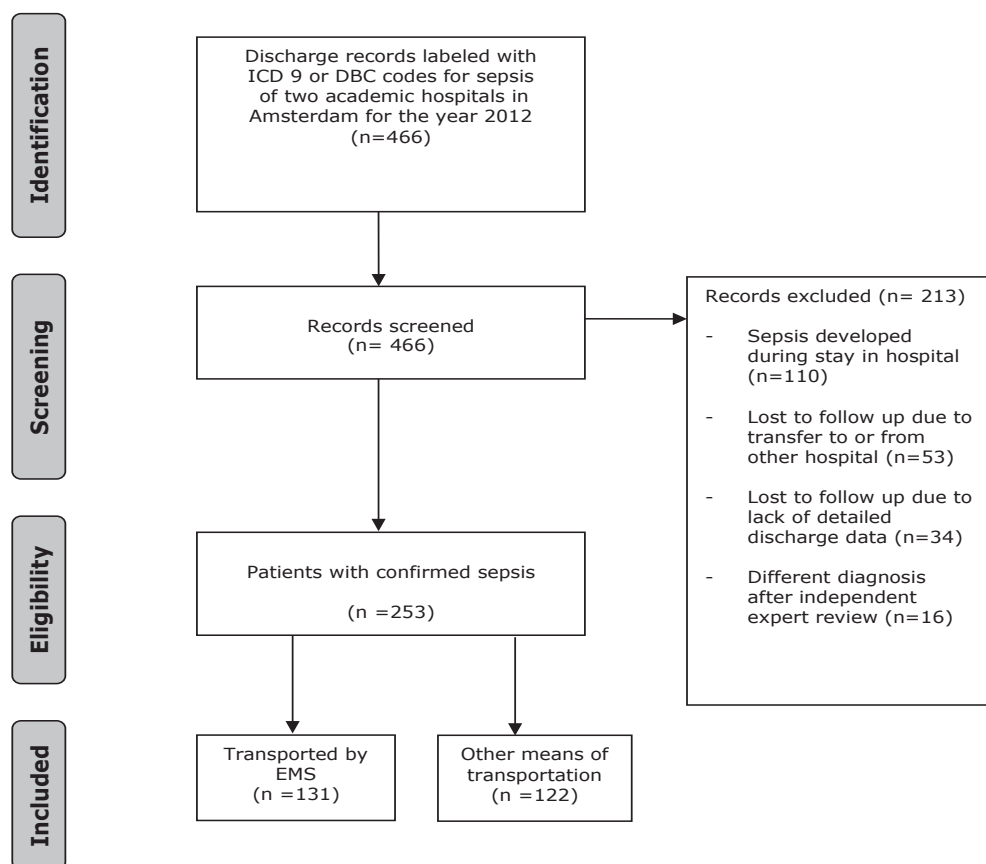 Identification
Discharge records labeled with
ICD 9 or DBC codes for sepsis
of two academic hospitals in
Amsterdam for the year 2012
(n=466)
Screening
Records screened
(n= 466)
Records excluded (n= 213)
- Sepsis developed
during stay in hospital
(n=110)
- Lost to follow up due to
transfer to or from
other hospital (n=53)
- Lost to follow up due to
lack of detailed
discharge data (n=34)
- Different diagnosis
after independent
expert review (n=16)
Eligibility
Patients with confirmed sepsis
(n =253)
Included
Transported by
EMS
(n =131)
Other means of
transportation
(n =122)